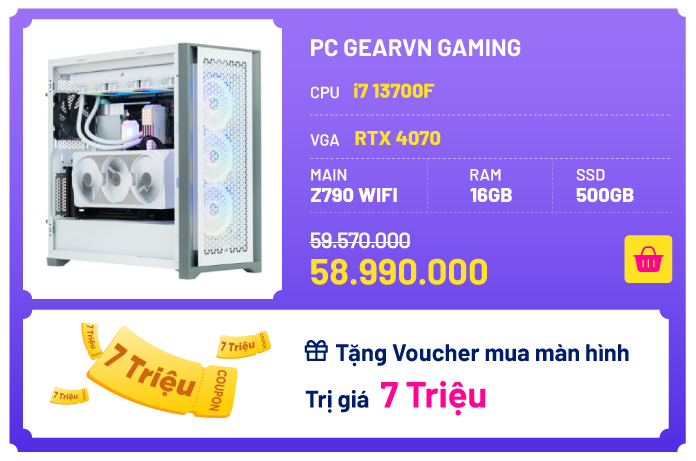 PC GEARVN GAMING
CPU i7 13700F
VGA RTX 4070
MAIN RAM SSD
Z790 WIFI 16GB 500GB
59.570.000
58.990.000
7 Triệu
7 Triệu COUPON
7 Triệu
7 Triệu
Tặng Voucher mua màn hình
Trị giá 7 Triệu